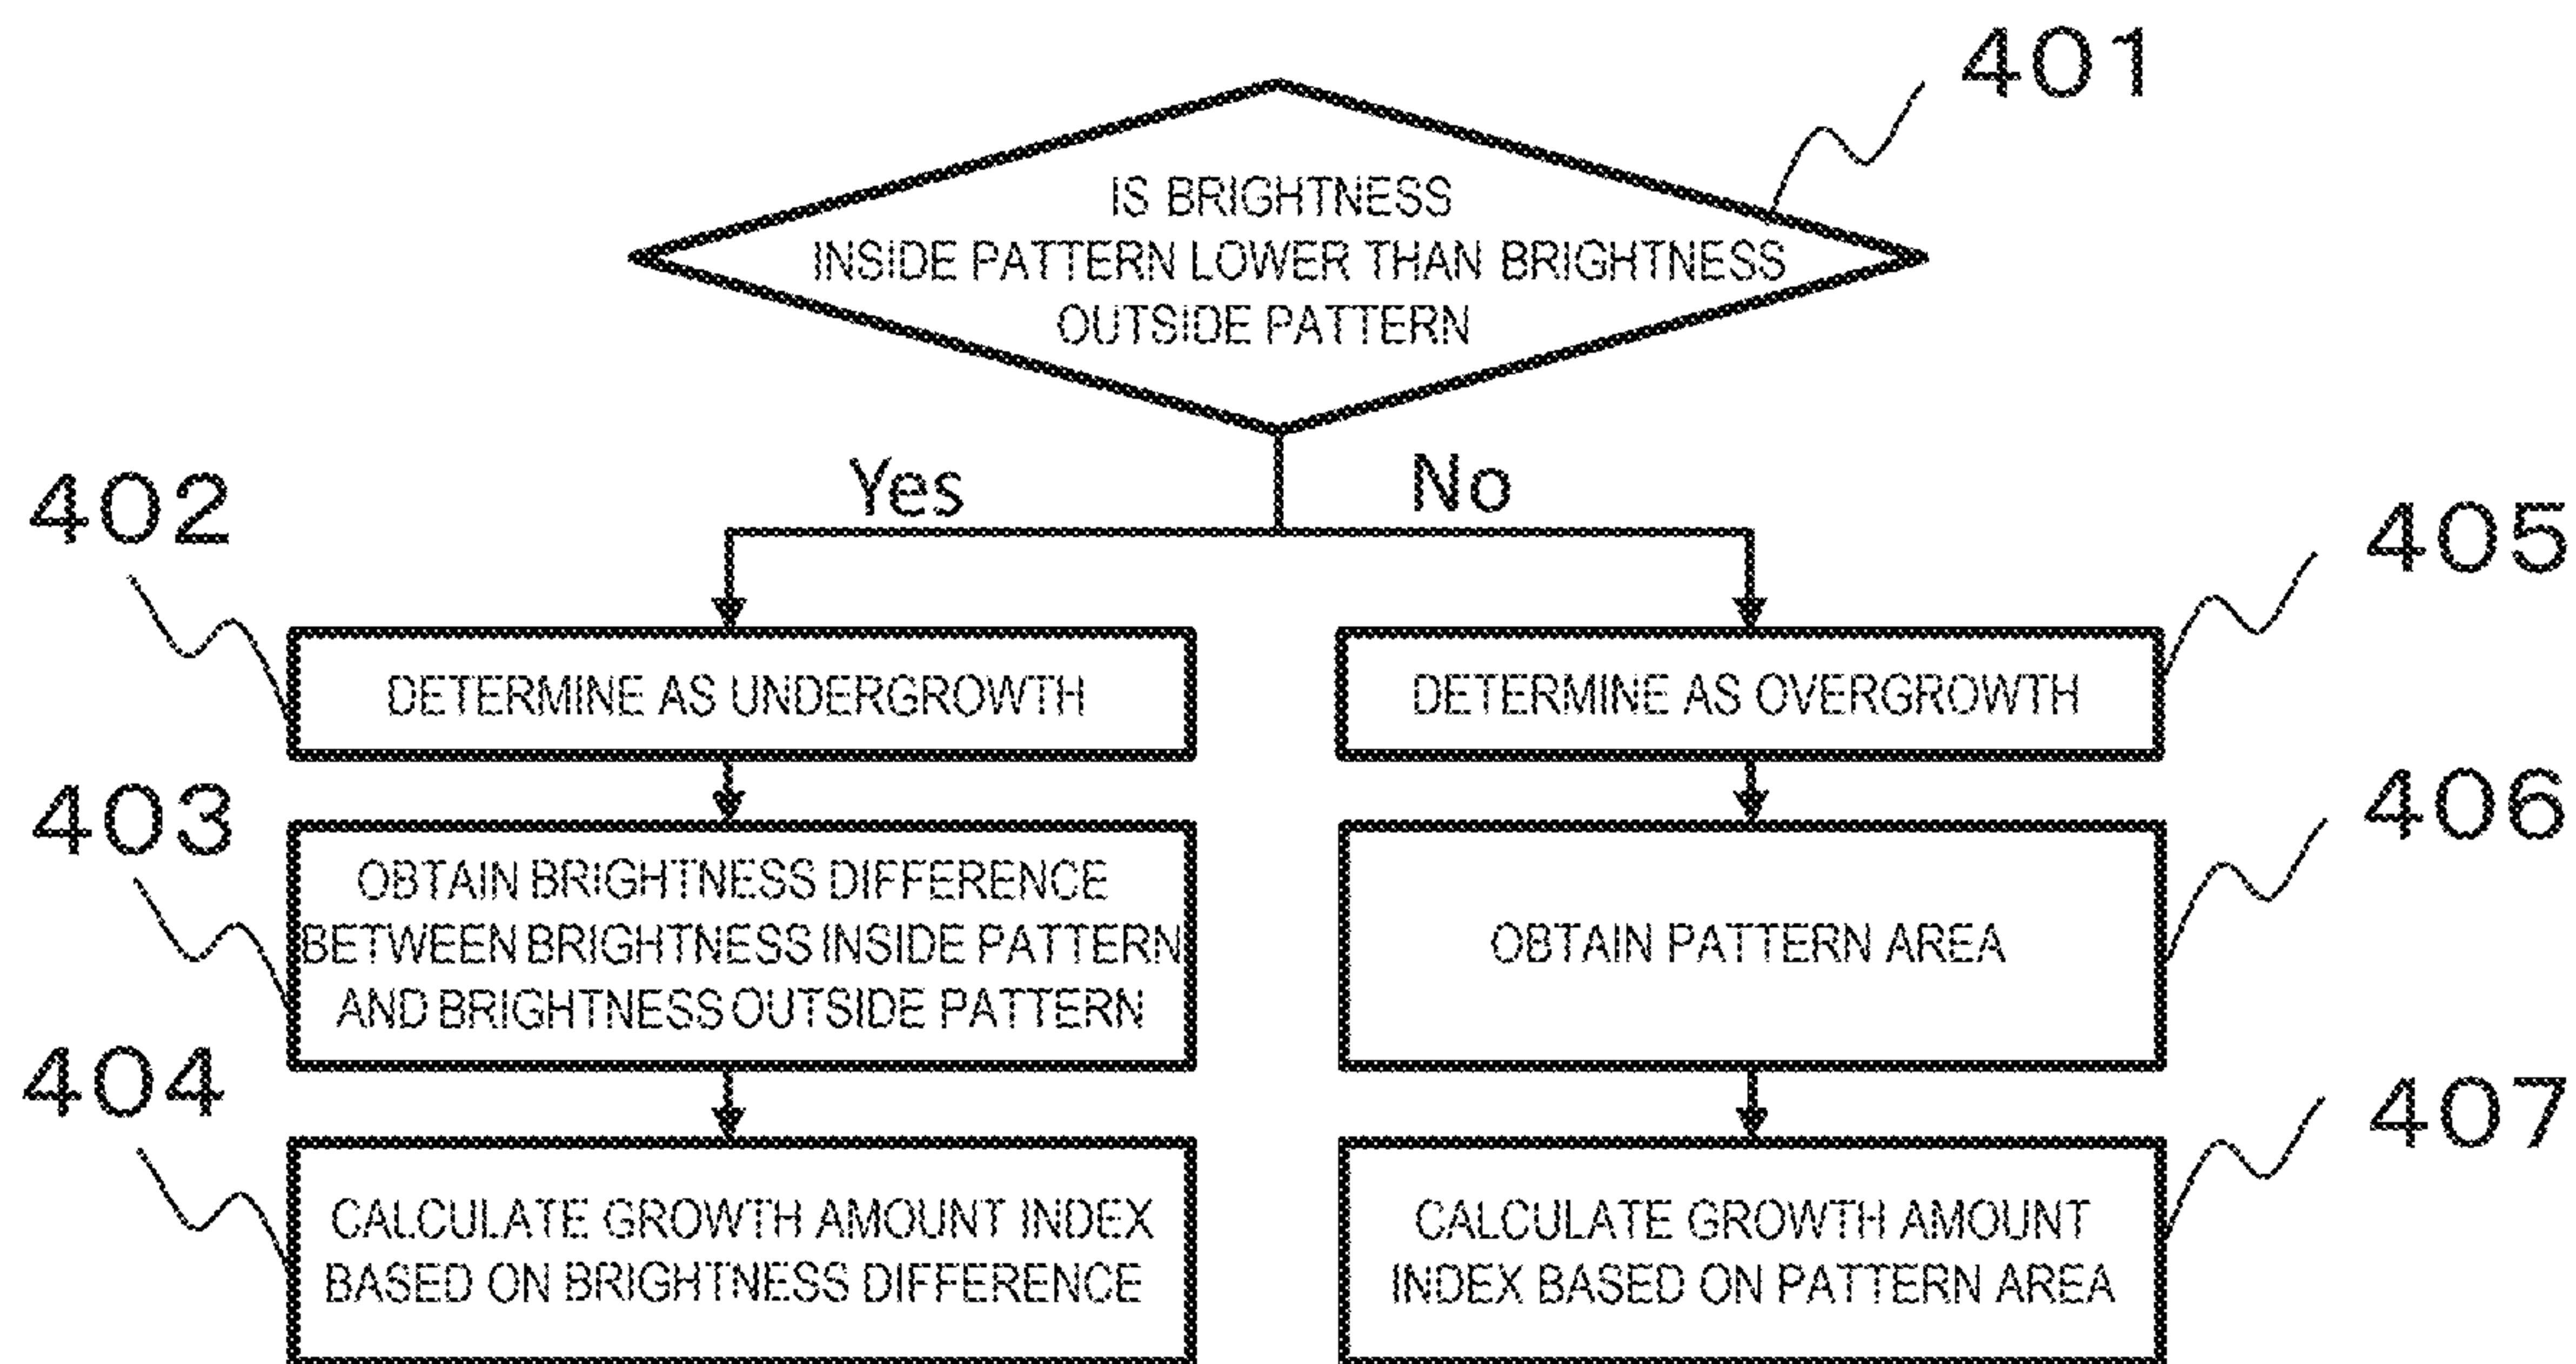 401
IS BRIGHTNESS
INSIDE PATTERN LOWER THAN BRIGHTNESS
OUTSIDE PATTERN
Yes
No
402
DETERMINE AS UNDERGROWTH
405
DETERMINE AS OVERGROWTH
403
OBTAIN BRIGHTNESS DIFFERENCE
BETWEEN BRIGHTNESS INSIDE PATTERN
AND BRIGHTNESS OUTSIDE PATTERN
406
OBTAIN PATTERN AREA
404
CALCULATE GROWTH AMOUNT INDEX
BASED ON BRIGHTNESS DIFFERENCE
407
CALCULATE GROWTH AMOUNT
INDEX BASED ON PATTERN AREA